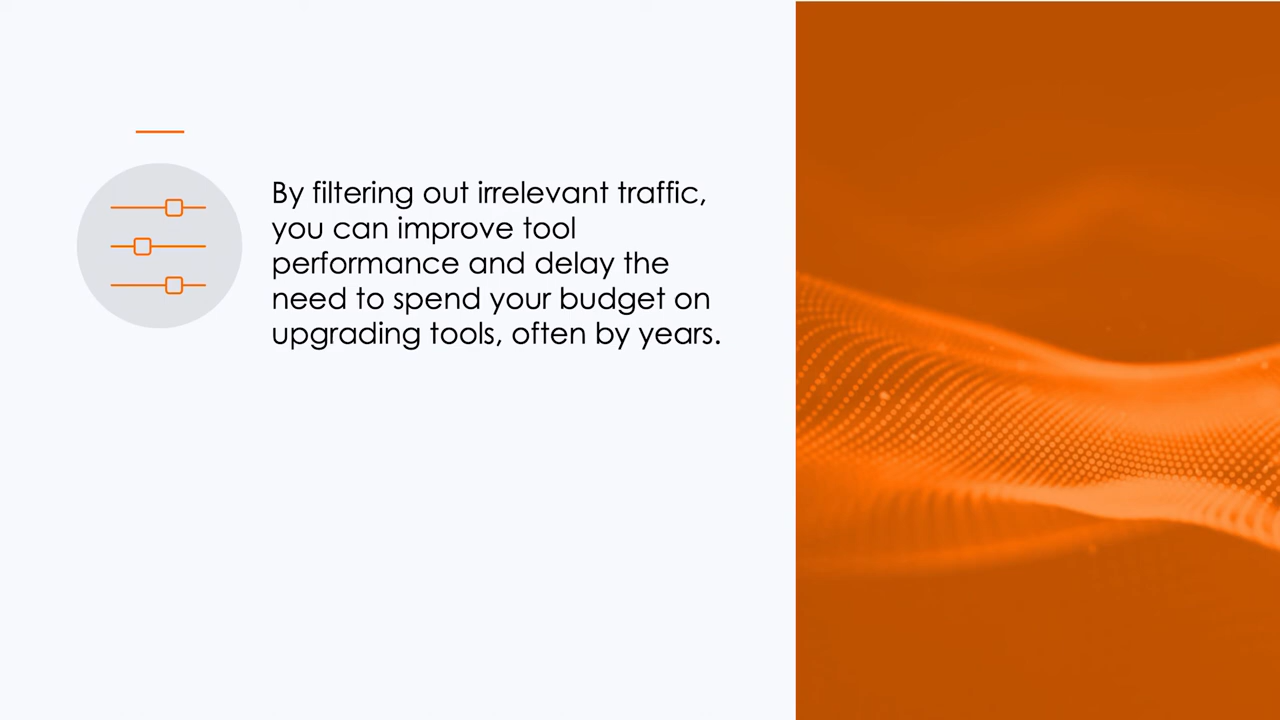 By filtering out irrelevant traffic,
you can improve tool
performance and delay the
need to spend your budget on
upgrading tools, often by years.